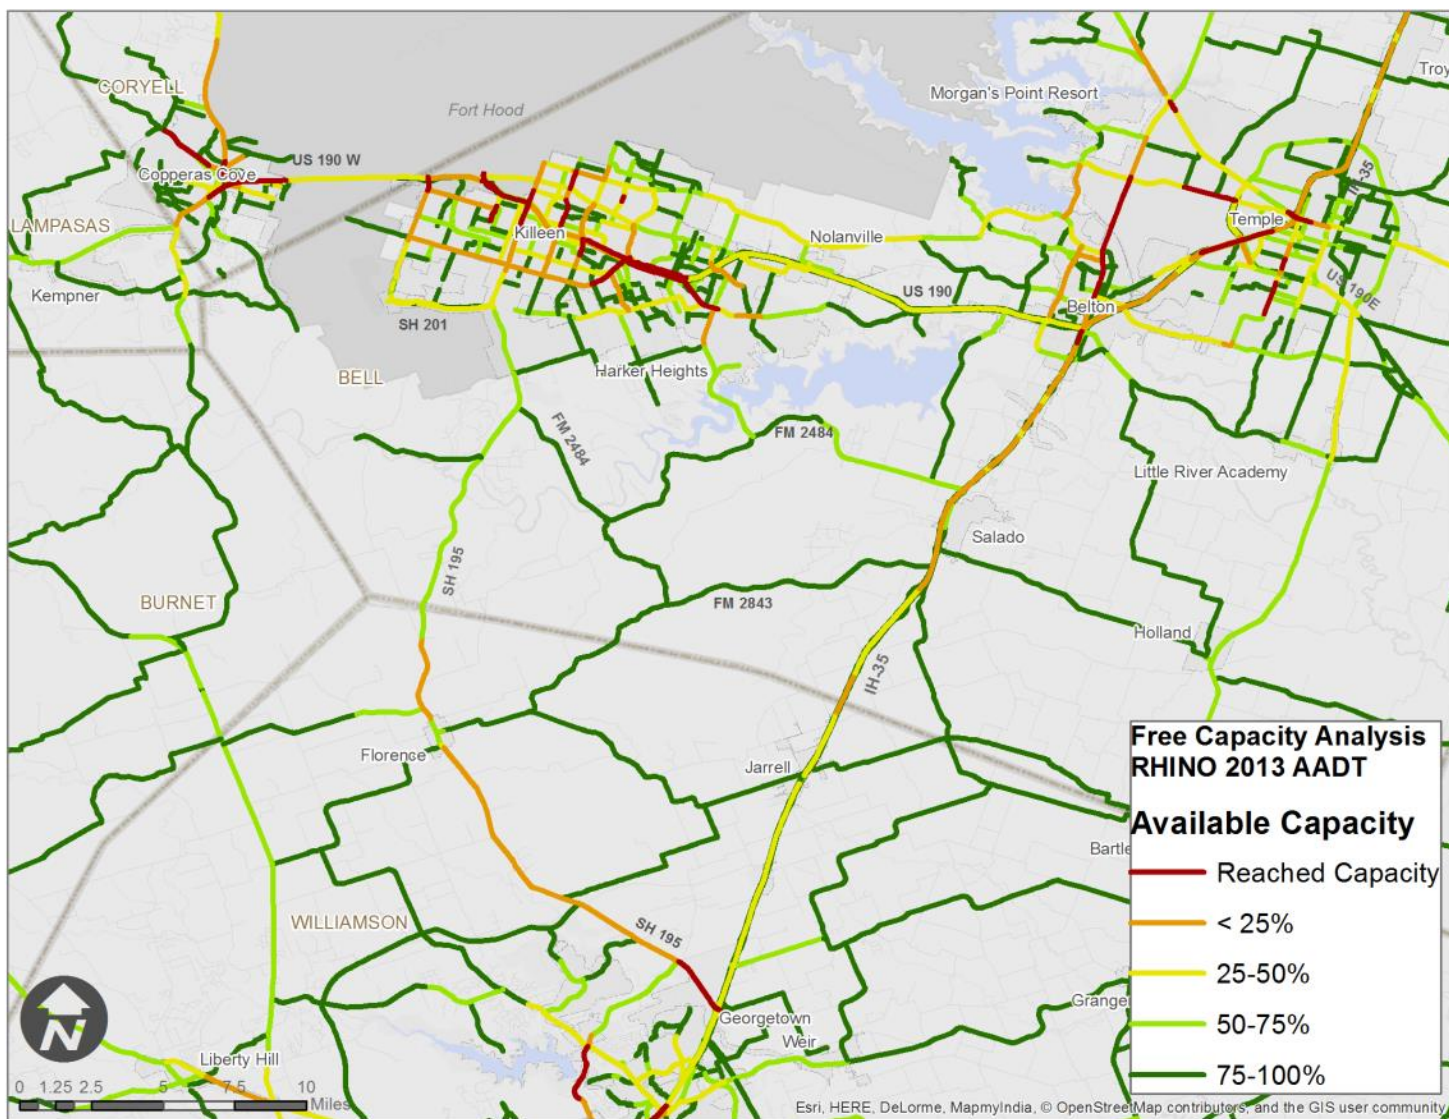 CORYELL
Fort Hood
Morgan's Point Resort
Troy
US 190 W
Copperas Cove
IH-35
LAMPASAS
Killeen
Nolanville
Temple
Kempner
US 190
US 190E
Belton
SH 201
BELL
Harker Heights
FM 2484
FM 2484
Little River Academy
Salado
SH 195
BURNET
FM 2843
Holland
IH-35
Florence
Jarrell
Free Capacity Analysis
RHINO 2013 AADT
Available Capacity
Bartle
Reached Capacity
< 25%
WILLIAMSON
SH 195
25-50%
Granger
N
Georgetown
50-75%
Weir
Liberty Hill
75-100%
0 1.25 2.5 5 7.5 10
Miles
Esri, HERE, DeLorme, MapmyIndia, © OpenStreetMap contributors, and the GIS user community